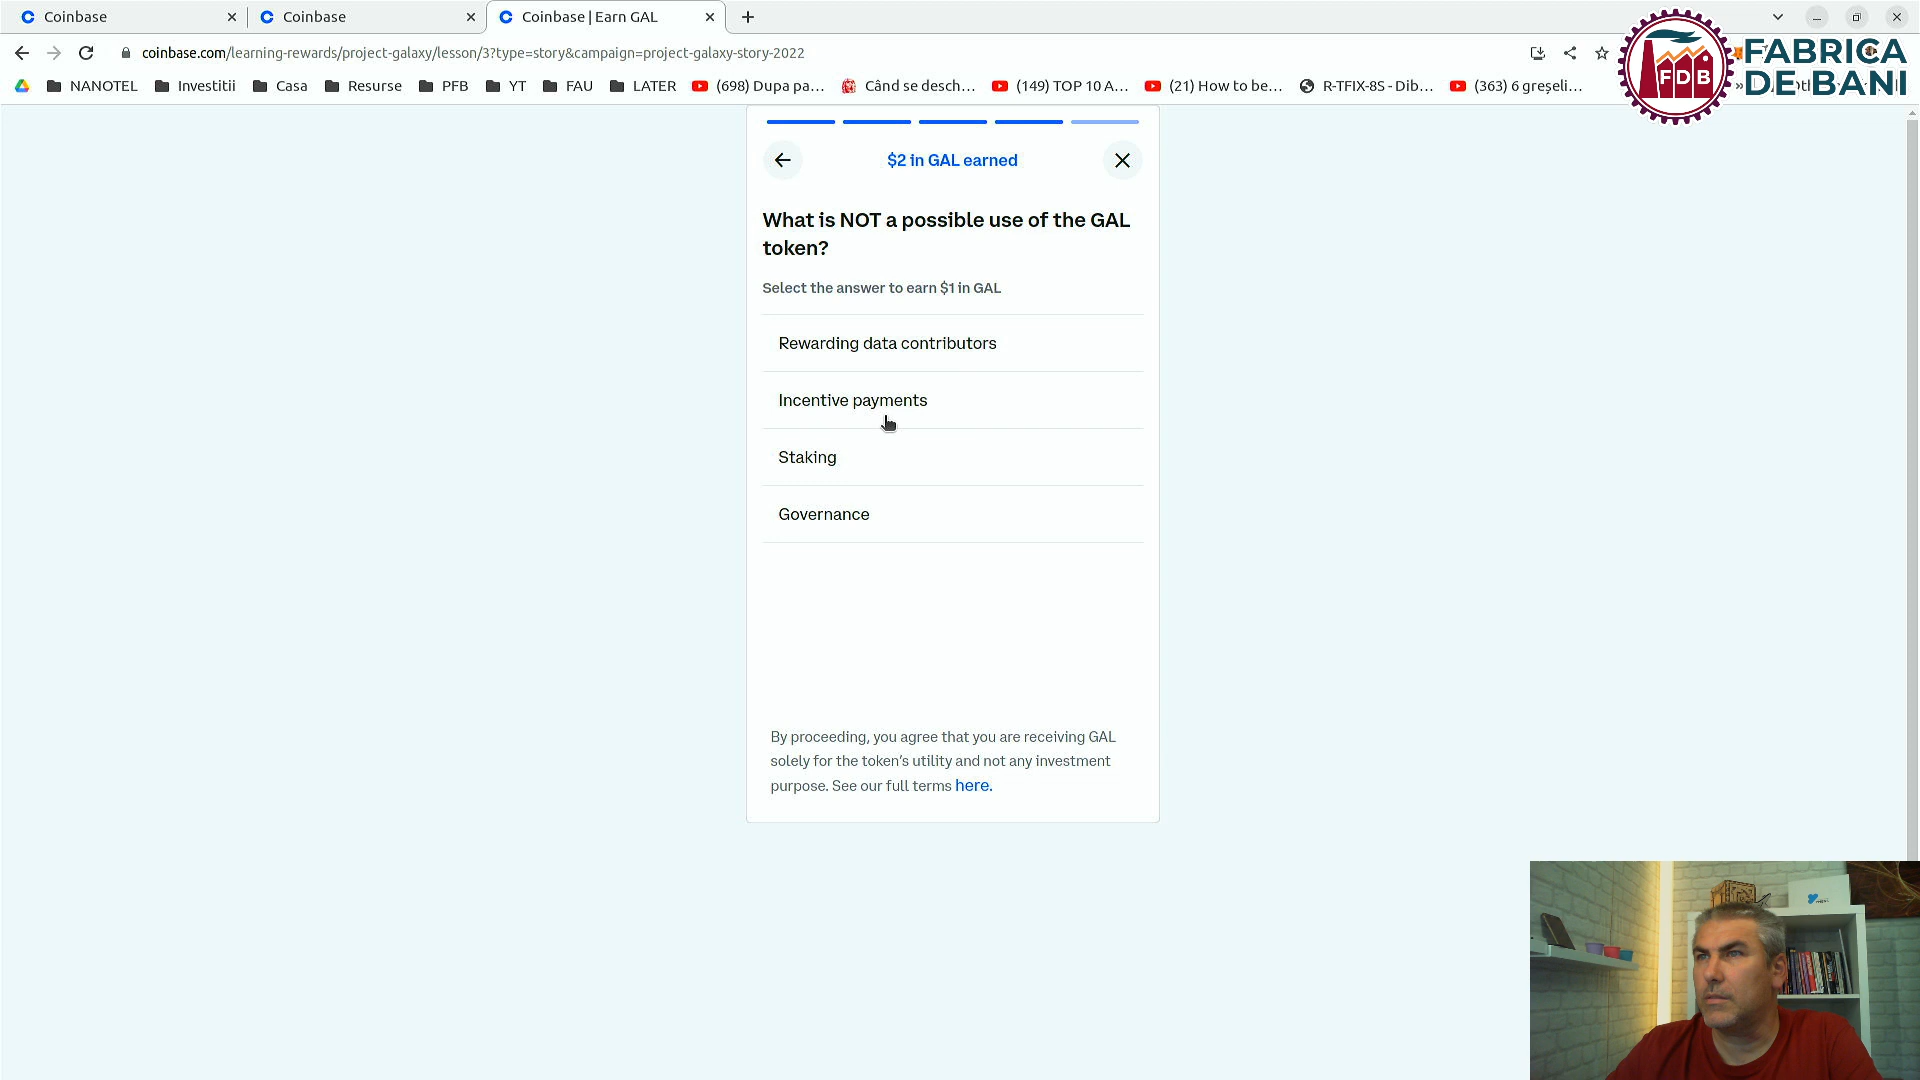 Coinbase
Coinbase
Coinbase | Earn GAL
coinbase.com/learning-rewards/project-galaxy/lesson/3?type=story&campaign=project-galaxy-story-2022
NANOTEL
Investitii
Casa
Resurse
PFB
YT
FAU
LATER
(698) Dupa pa...
Când se desch...
(149) TOP 10 A...
(21) How to be...
R-TFIX-8S - Dib...
(363) 6 greșeli...
FDB
FABRICA
DE BANI
$2 in GAL earned
What is NOT a possible use of the GAL
token?
Select the answer to earn $1 in GAL
Rewarding data contributors
Incentive payments
Staking
Governance
By proceeding, you agree that you are receiving GAL
solely for the token's utility and not any investment
purpose. See our full terms here.